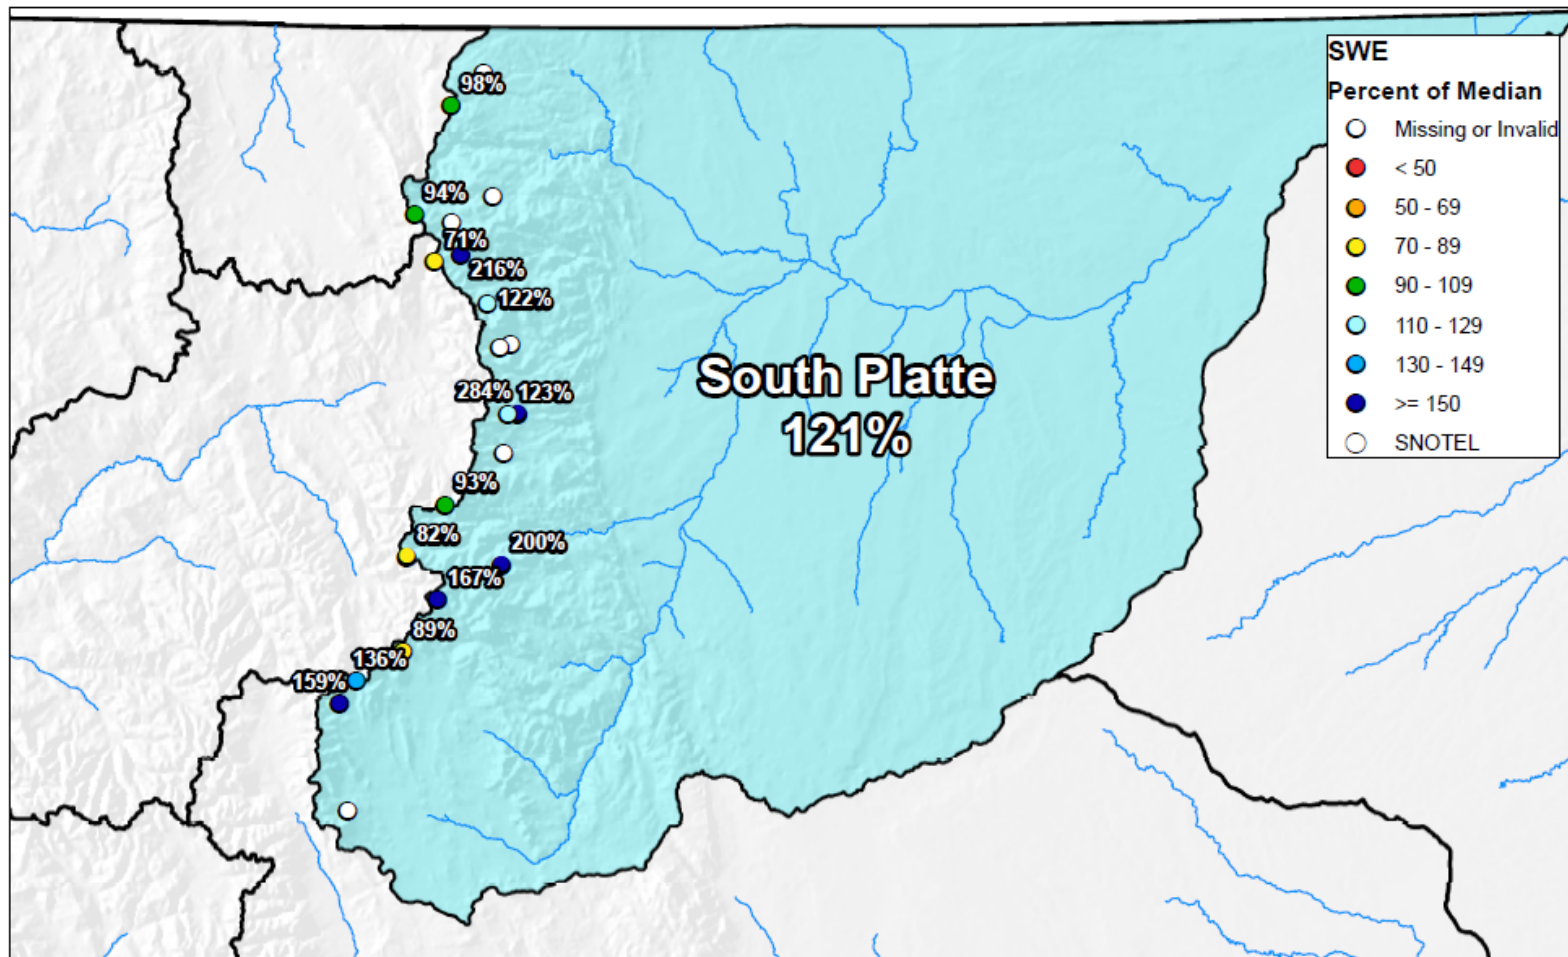 SWE
Percent of Median
Missing or Invalid
< 50
50 - 69
70 - 89
90 - 109
110 - 129
130 - 149
>= 150
SNOTEL
98%
94%
71%
216%
122%
284% 123%
South Platte
121%
93%
82%
200%
167%
89%
136%
159%